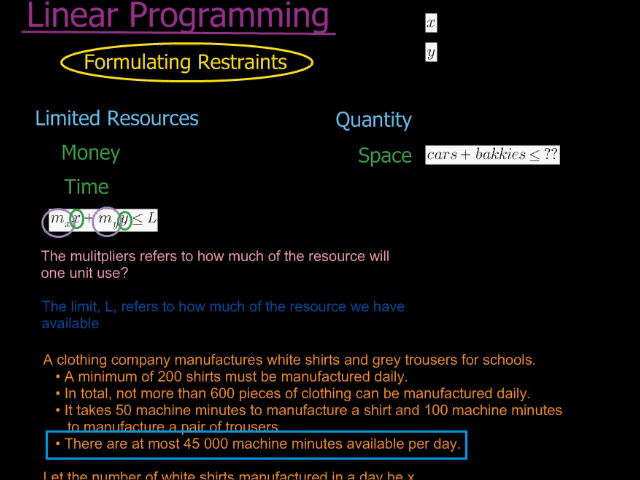 Linear Programming
x
y
Formulating Restraints
Limited Resources
Quantity
Money
Space
cars + bakkies ≤ ??
Time
mₓx + mᵧy ≤ L
The mulitpliers refers to how much of the resource will
one unit use?
The limit, L, refers to how much of the resource we have
available
A clothing company manufactures white shirts and grey trousers for schools.
• A minimum of 200 shirts must be manufactured daily.
• In total, not more than 600 pieces of clothing can be manufactured daily.
• It takes 50 machine minutes to manufacture a shirt and 100 machine minutes
to manufacture a pair of trousers
• There are at most 45 000 machine minutes available per day.
Let the number of white shirts manufactured in a day be x